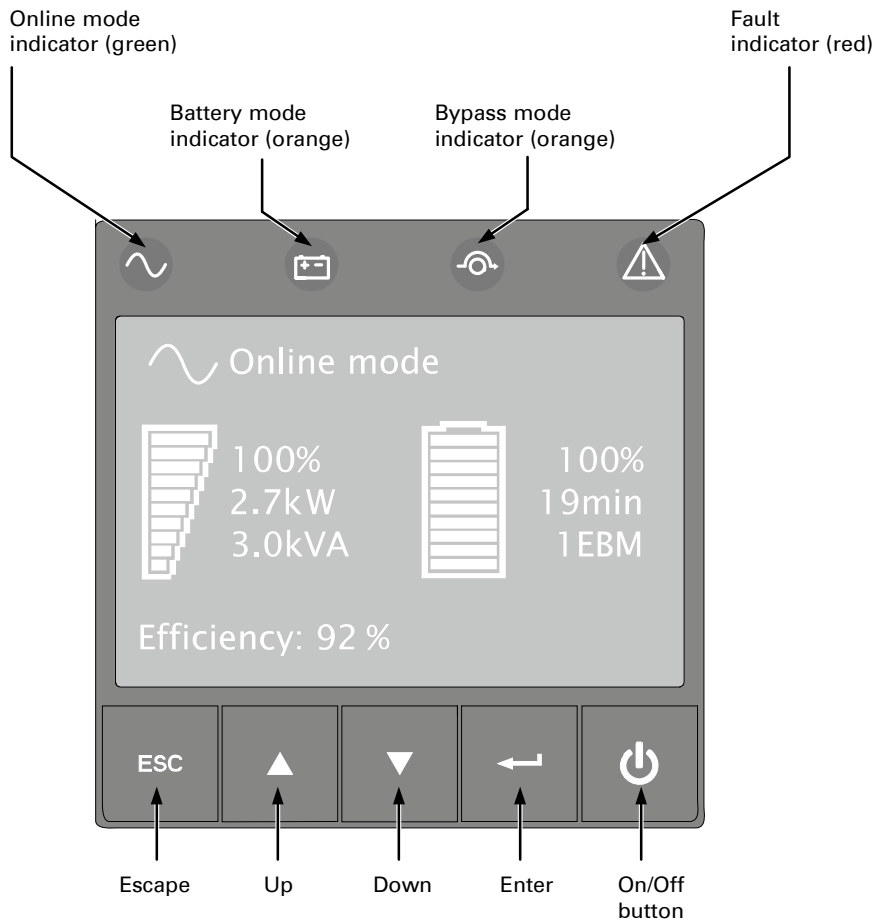 Online mode
indicator (green)
Fault
indicator (red)
Battery mode
indicator (orange)
Bypass mode
indicator (orange)
Online mode
100%
2.7kW
3.0kVA
100%
19min
1EBM
Efficiency: 92 %
ESC
Escape
Up
Down
Enter
On/Off
button